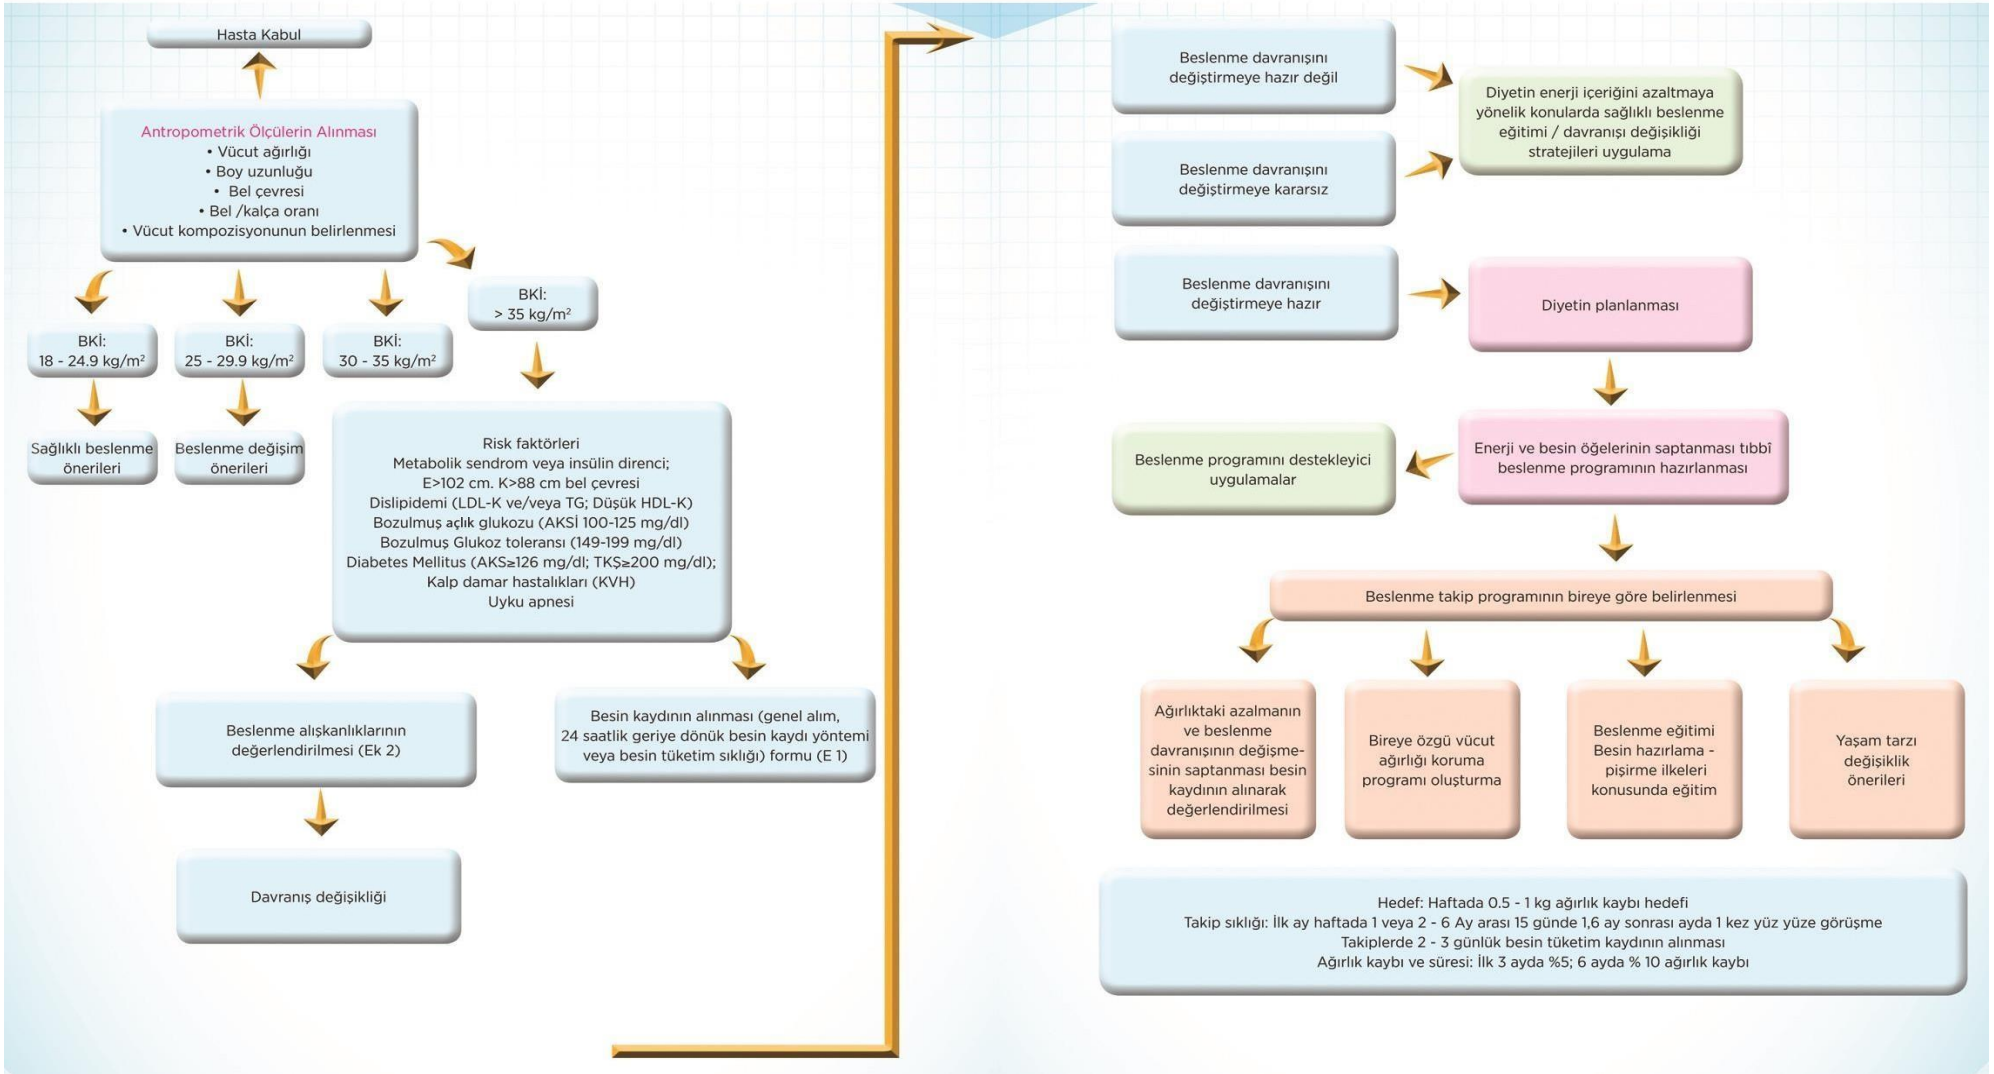 Hasta Kabul
Antropometrik Ölçülerin Alınması
• Vücut ağırlığı
• Boy uzunluğu
• Bel çevresi
• Bel /kalça oranı
• Vücut kompozisyonunun belirlenmesi
BKİ:
18 - 24.9 kg/m²
BKİ:
25 - 29.9 kg/m²
BKİ:
30 - 35 kg/m²
BKİ:
> 35 kg/m²
Sağlıklı beslenme
önerileri
Beslenme değişim
önerileri
Risk faktörleri
Metabolik sendrom veya insülin direnci;
E>102 cm. K>88 cm bel çevresi
Dislipidemi (LDL-K ve/veya TG; Düşük HDL-K)
Bozulmuş açlık glukozu (AKSİ 100-125 mg/dl)
Bozulmuş Glukoz toleransı (149-199 mg/dl)
Diabetes Mellitus (AKS≥126 mg/dl; TKŞ≥200 mg/dl);
Kalp damar hastalıkları (KVH)
Uyku apnesi
Beslenme alışkanlıklarının
değerlendirilmesi (Ek 2)
Besin kaydının alınması (genel alım,
24 saatlik geriye dönük besin kaydı yöntemi
veya besin tüketim sıklığı) formu (E 1)
Davranış değişikliği
Beslenme davranışını
değiştirmeye hazır değil
Beslenme davranışını
değiştirmeye kararsız
Diyetin enerji içeriğini azaltmaya
yönelik konularda sağlıklı beslenme
eğitimi / davranışı değişikliği
stratejileri uygulama
Beslenme davranışını
değiştirmeye hazır
Diyetin planlanması
Enerji ve besin öğelerinin saptanması tıbbî
beslenme programının hazırlanması
Beslenme programını destekleyici
uygulamalar
Beslenme takip programının bireye göre belirlenmesi
Ağırlıktaki azalmanın
ve beslenme
davranışının değişme-
sinin saptanması besin
kaydının alınarak
değerlendirilmesi
Bireye özgü vücut
ağırlığı koruma
programı oluşturma
Beslenme eğitimi
Besin hazırlama -
pişirme ilkeleri
konusunda eğitim
Yaşam tarzı
değişiklik
önerileri
Hedef: Haftada 0.5 - 1 kg ağırlık kaybı hedefi
Takip sıklığı: İlk ay haftada 1 veya 2 - 6 Ay arası 15 günde 1,6 ay sonrası ayda 1 kez yüz yüze görüşme
Takiplerde 2 - 3 günlük besin tüketim kaydının alınması
Ağırlık kaybı ve süresi: İlk 3 ayda %5; 6 ayda % 10 ağırlık kaybı